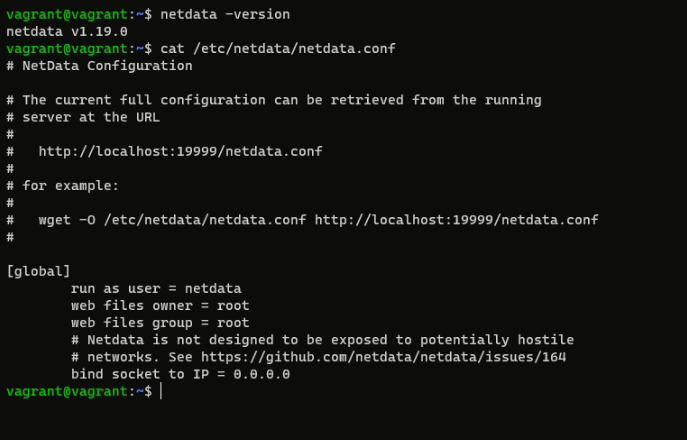 vagrant@vagrant:~$ netdata -version
netdata v1.19.0
vagrant@vagrant:~$ cat /etc/netdata/netdata.conf
# NetData Configuration
# The current full configuration can be retrieved from the running
# server at the URL
#
#   http://localhost:19999/netdata.conf
#
# for example:
#
#   wget -O /etc/netdata/netdata.conf http://localhost:19999/netdata.conf
#
[global]
        run as user = netdata
        web files owner = root
        web files group = root
        # Netdata is not designed to be exposed to potentially hostile
        # networks. See https://github.com/netdata/netdata/issues/164
        bind socket to IP = 0.0.0.0
vagrant@vagrant:~$